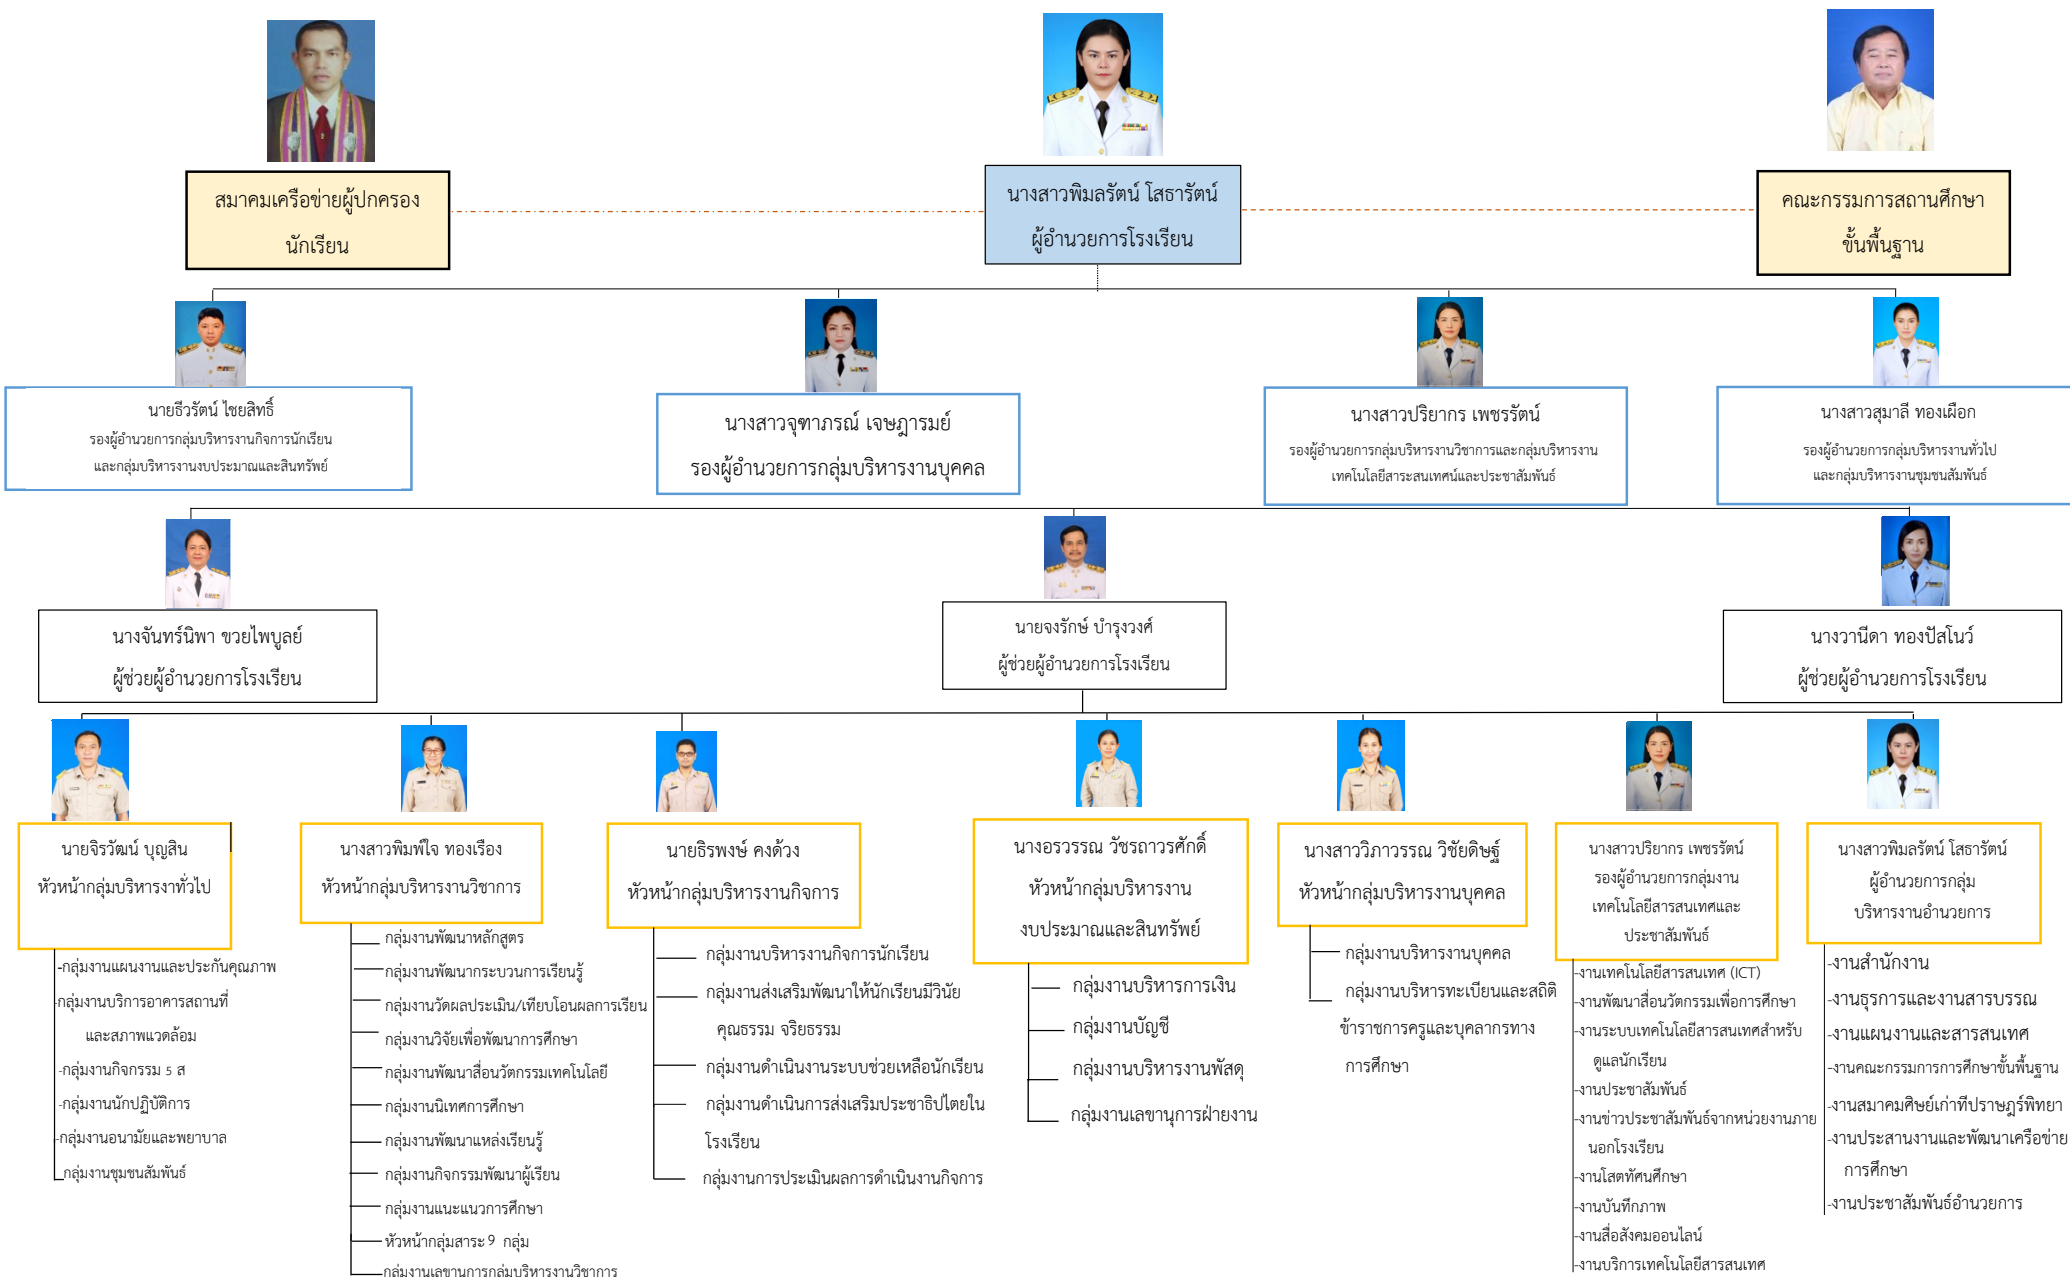 สมาคมเครือข่ายผู้ปกครอง
นักเรียน
นางสาวพิมลรัตน์ โสธารัตน์
ผู้อำนวยการโรงเรียน
คณะกรรมการสถานศึกษา
ขั้นพื้นฐาน
นายธีวรัตน์ ไชยสิทธิ์
รองผู้อำนวยการกลุ่มบริหารงานกิจการนักเรียน
และกลุ่มบริหารงานงบประมาณและสินทรัพย์
นางสาวจุฑาภรณ์ เจษฎารมย์
รองผู้อำนวยการกลุ่มบริหารงานบุคคล
นางสาวปริยากร เพชรรัตน์
รองผู้อำนวยการกลุ่มบริหารงานวิชาการและกลุ่มบริหารงาน
เทคโนโลยีสาระสนเทศน์และประชาสัมพันธ์
นางสาวสุมาลี ทองเผือก
รองผู้อำนวยการกลุ่มบริหารงานทั่วไป
และกลุ่มบริหารงานชุมชนสัมพันธ์
นางจันทร์นิพา ขวยไพบูลย์
ผู้ช่วยผู้อำนวยการโรงเรียน
นายจงรักษ์ บำรุงวงศ์
ผู้ช่วยผู้อำนวยการโรงเรียน
นางวานีดา ทองปัสโนว์
ผู้ช่วยผู้อำนวยการโรงเรียน
นายจิรวัฒน์ บุญสิน
หัวหน้ากลุ่มบริหารงาทั่วไป
-กลุ่มงานแผนงานและประกันคุณภาพ
-กลุ่มงานบริการอาคารสถานที่
และสภาพแวดล้อม
-กลุ่มงานกิจกรรม 5 ส
-กลุ่มงานนักปฏิบัติการ
-กลุ่มงานอนามัยและพยาบาล
-กลุ่มงานชุมชนสัมพันธ์
นางสาวพิมพ์ใจ ทองเรือง
หัวหน้ากลุ่มบริหารงานวิชาการ
กลุ่มงานพัฒนาหลักสูตร
กลุ่มงานพัฒนากระบวนการเรียนรู้
กลุ่มงานวัดผลประเมิน/เทียบโอนผลการเรียน
กลุ่มงานวิจัยเพื่อพัฒนาการศึกษา
กลุ่มงานพัฒนาสื่อนวัตกรรมเทคโนโลยี
กลุ่มงานนิเทศการศึกษา
กลุ่มงานพัฒนาแหล่งเรียนรู้
กลุ่มงานกิจกรรมพัฒนาผู้เรียน
กลุ่มงานแนะแนวการศึกษา
หัวหน้ากลุ่มสาระ 9 กลุ่ม
กลุ่มงานเลขานุการกลุ่มบริหารงานวิชาการ
นายธิรพงษ์ คงด้วง
หัวหน้ากลุ่มบริหารงานกิจการ
กลุ่มงานบริหารงานกิจการนักเรียน
กลุ่มงานส่งเสริมพัฒนาให้นักเรียนมีวินัย
คุณธรรม จริยธรรม
กลุ่มงานดำเนินงานระบบช่วยเหลือนักเรียน
กลุ่มงานดำเนินการส่งเสริมประชาธิปไตยใน
โรงเรียน
กลุ่มงานการประเมินผลการดำเนินงานกิจการ
นางอรวรรณ วัชรถาวรศักดิ์
หัวหน้ากลุ่มบริหารงาน
งบประมาณและสินทรัพย์
กลุ่มงานบริหารการเงิน
กลุ่มงานบัญชี
กลุ่มงานบริหารงานพัสดุ
กลุ่มงานเลขานุการฝ่ายงาน
นางสาววิภาวรรณ วิชัยดิษฐ์
หัวหน้ากลุ่มบริหารงานบุคคล
กลุ่มงานบริหารงานบุคคล
กลุ่มงานบริหารทะเบียนและสถิติ
ข้าราชการครูและบุคลากรทาง
การศึกษา
นางสาวปริยากร เพชรรัตน์
รองผู้อำนวยการกลุ่มงาน
เทคโนโลยีสารสนเทศและ
ประชาสัมพันธ์
-งานเทคโนโลยีสารสนเทศ (ICT)
-งานพัฒนาสื่อนวัตกรรมเพื่อการศึกษา
-งานระบบเทคโนโลยีสารสนเทศสำหรับ
ดูแลนักเรียน
-งานประชาสัมพันธ์
-งานข่าวประชาสัมพันธ์จากหน่วยงานภาย
นอกโรงเรียน
-งานโสตทัศนศึกษา
-งานบันทึกภาพ
-งานสื่อสังคมออนไลน์
-งานบริการเทคโนโลยีสารสนเทศ
นางสาวพิมลรัตน์ โสธารัตน์
ผู้อำนวยการกลุ่ม
บริหารงานอำนวยการ
-งานสำนักงาน
-งานธุรการและงานสารบรรณ
-งานแผนงานและสารสนเทศ
-งานคณะกรรมการการศึกษาขั้นพื้นฐาน
-งานสมาคมศิษย์เก่าทีปราษฎร์พิทยา
-งานประสานงานและพัฒนาเครือข่าย
การศึกษา
-งานประชาสัมพันธ์อำนวยการ